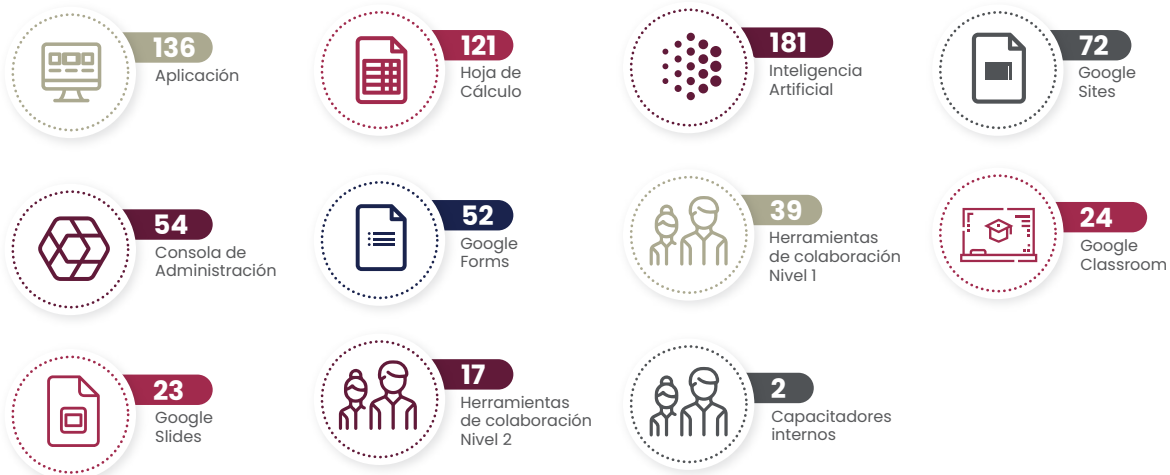 136
Aplicación
121
Hoja de
Cálculo
181
Inteligencia
Artificial
72
Google
Sites
54
Consola de
Administración
52
Google
Forms
39
Herramientas
de colaboración
Nivel 1
24
Google
Classroom
23
Google
Slides
17
Herramientas
de colaboración
Nivel 2
2
Capacitadores
internos